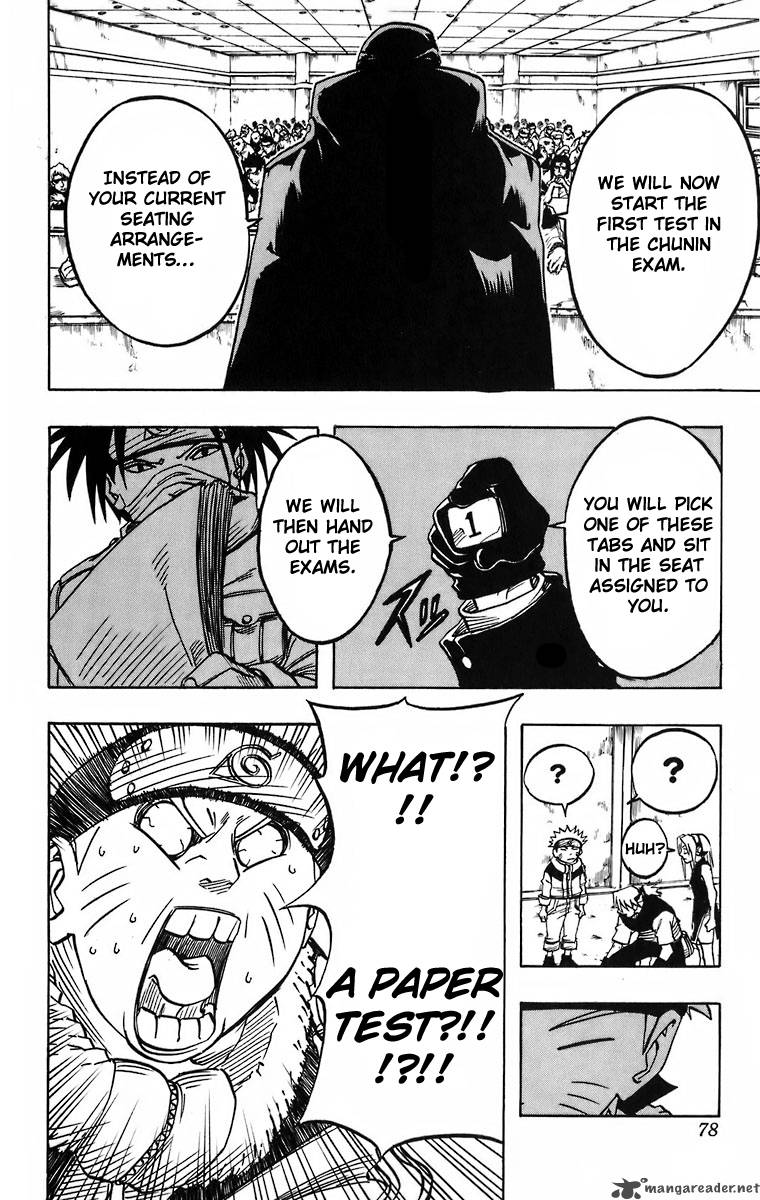 WE WILL NOW
START THE
FIRST TEST IN
THE CHUNIN
EXAM.
INSTEAD OF
YOUR CURRENT
SEATING
ARRANGE-
MENTS...
YOU WILL PICK
ONE OF THESE
TABS AND SIT
IN THE SEAT
ASSIGNED TO
YOU.
1
ズッ
WE WILL
THEN HAND
OUT THE
EXAMS.
?
?
HUH?
WHAT!?
!!
A PAPER
TEST?!!
!?!!
78
mangareader.net